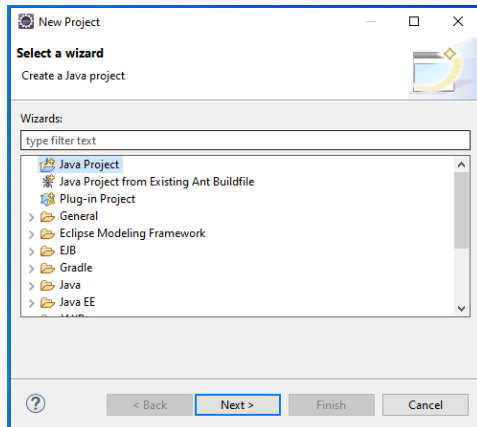 New Project
Select a wizard
Create a Java project
Wizards:
type filter text
Java Project
Java Project from Existing Ant Buildfile
Plug-in Project
General
Eclipse Modeling Framework
EJB
Gradle
Java
Java EE
? < Back Next > Finish Cancel